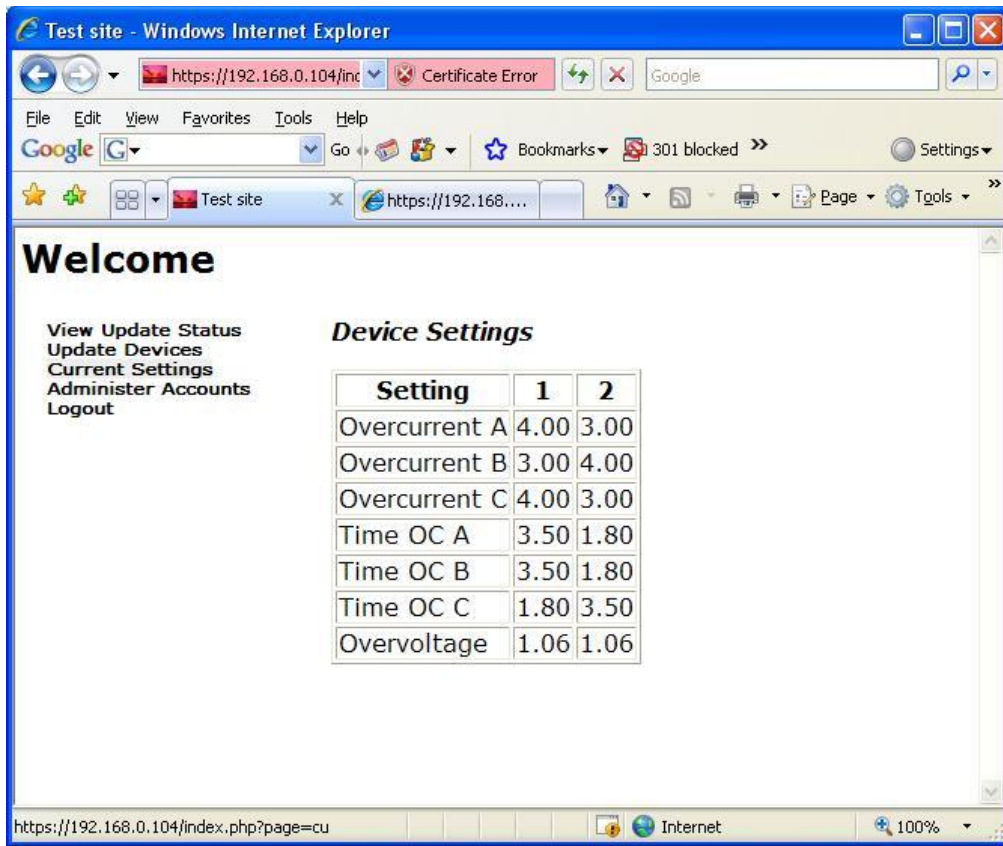 Test site - Windows Internet Explorer
https://192.168.0.104/inc Certificate Error Google
File Edit View Favorites Tools Help
Google G Go Bookmarks 301 blocked » Settings
Test site X https://192.168.... Page Tools »
Welcome
View Update Status
Update Devices
Current Settings
Administer Accounts
Logout
Device Settings
Setting 1 2
Overcurrent A 4.00 3.00
Overcurrent B 3.00 4.00
Overcurrent C 4.00 3.00
Time OC A 3.50 1.80
Time OC B 3.50 1.80
Time OC C 1.80 3.50
Overvoltage 1.06 1.06
https://192.168.0.104/index.php?page=cu Internet 100%